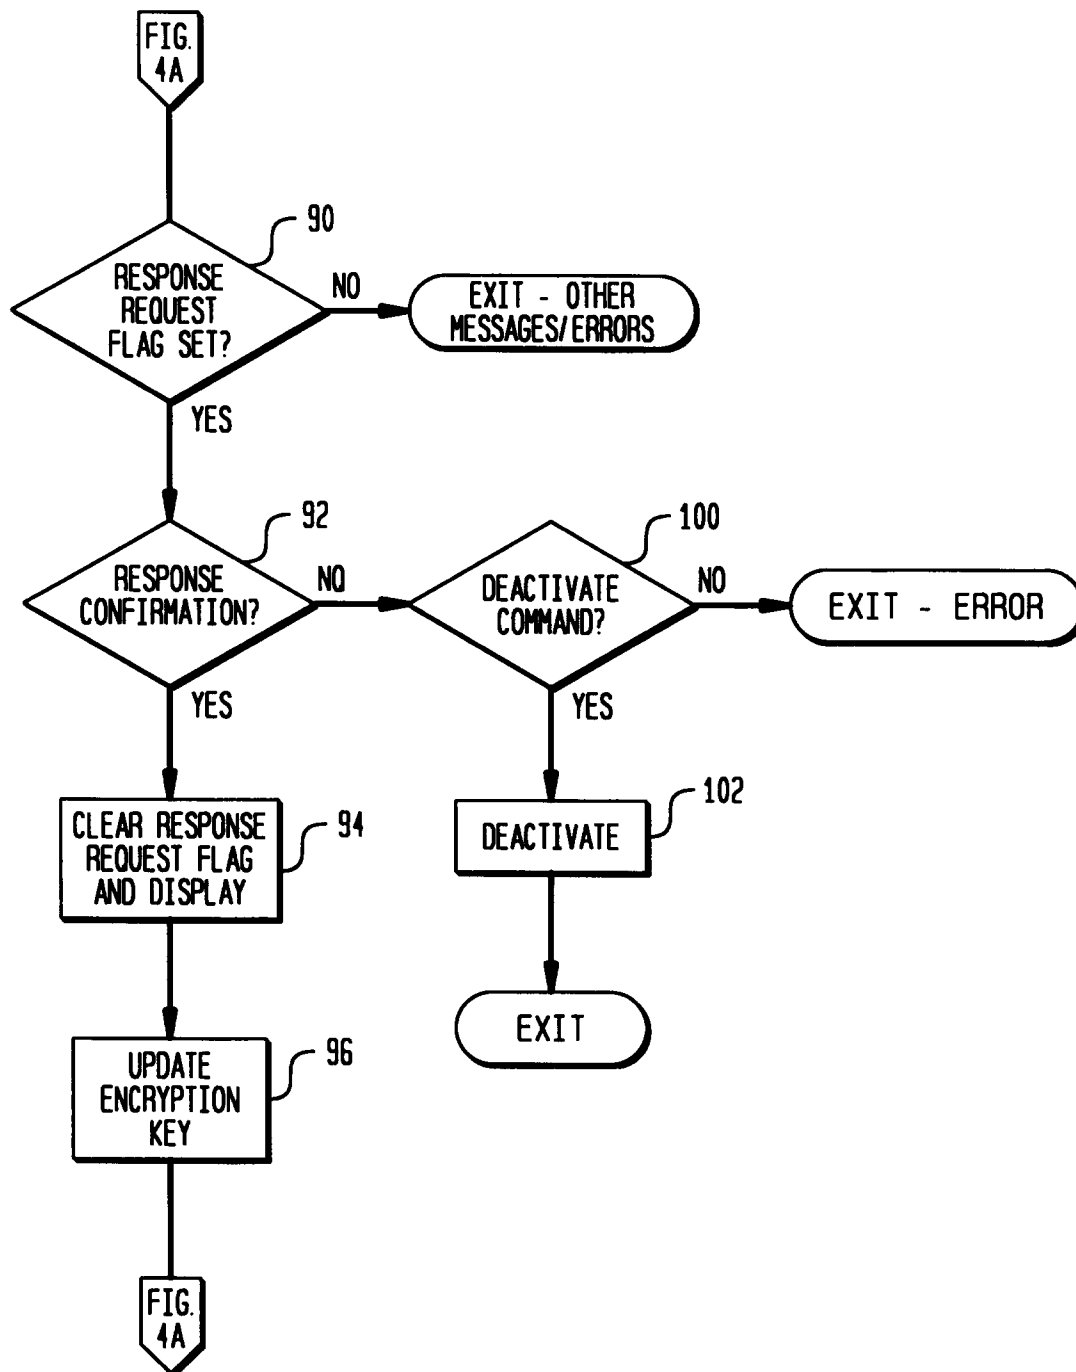 FIG.
4A
90
RESPONSE
REQUEST
FLAG SET?
NO
EXIT - OTHER
MESSAGES/ERRORS
YES
92
RESPONSE
CONFIRMATION?
NO
100
DEACTIVATE
COMMAND?
NO
EXIT - ERROR
YES
YES
94
CLEAR RESPONSE
REQUEST FLAG
AND DISPLAY
102
DEACTIVATE
EXIT
96
UPDATE
ENCRYPTION
KEY
FIG.
4A